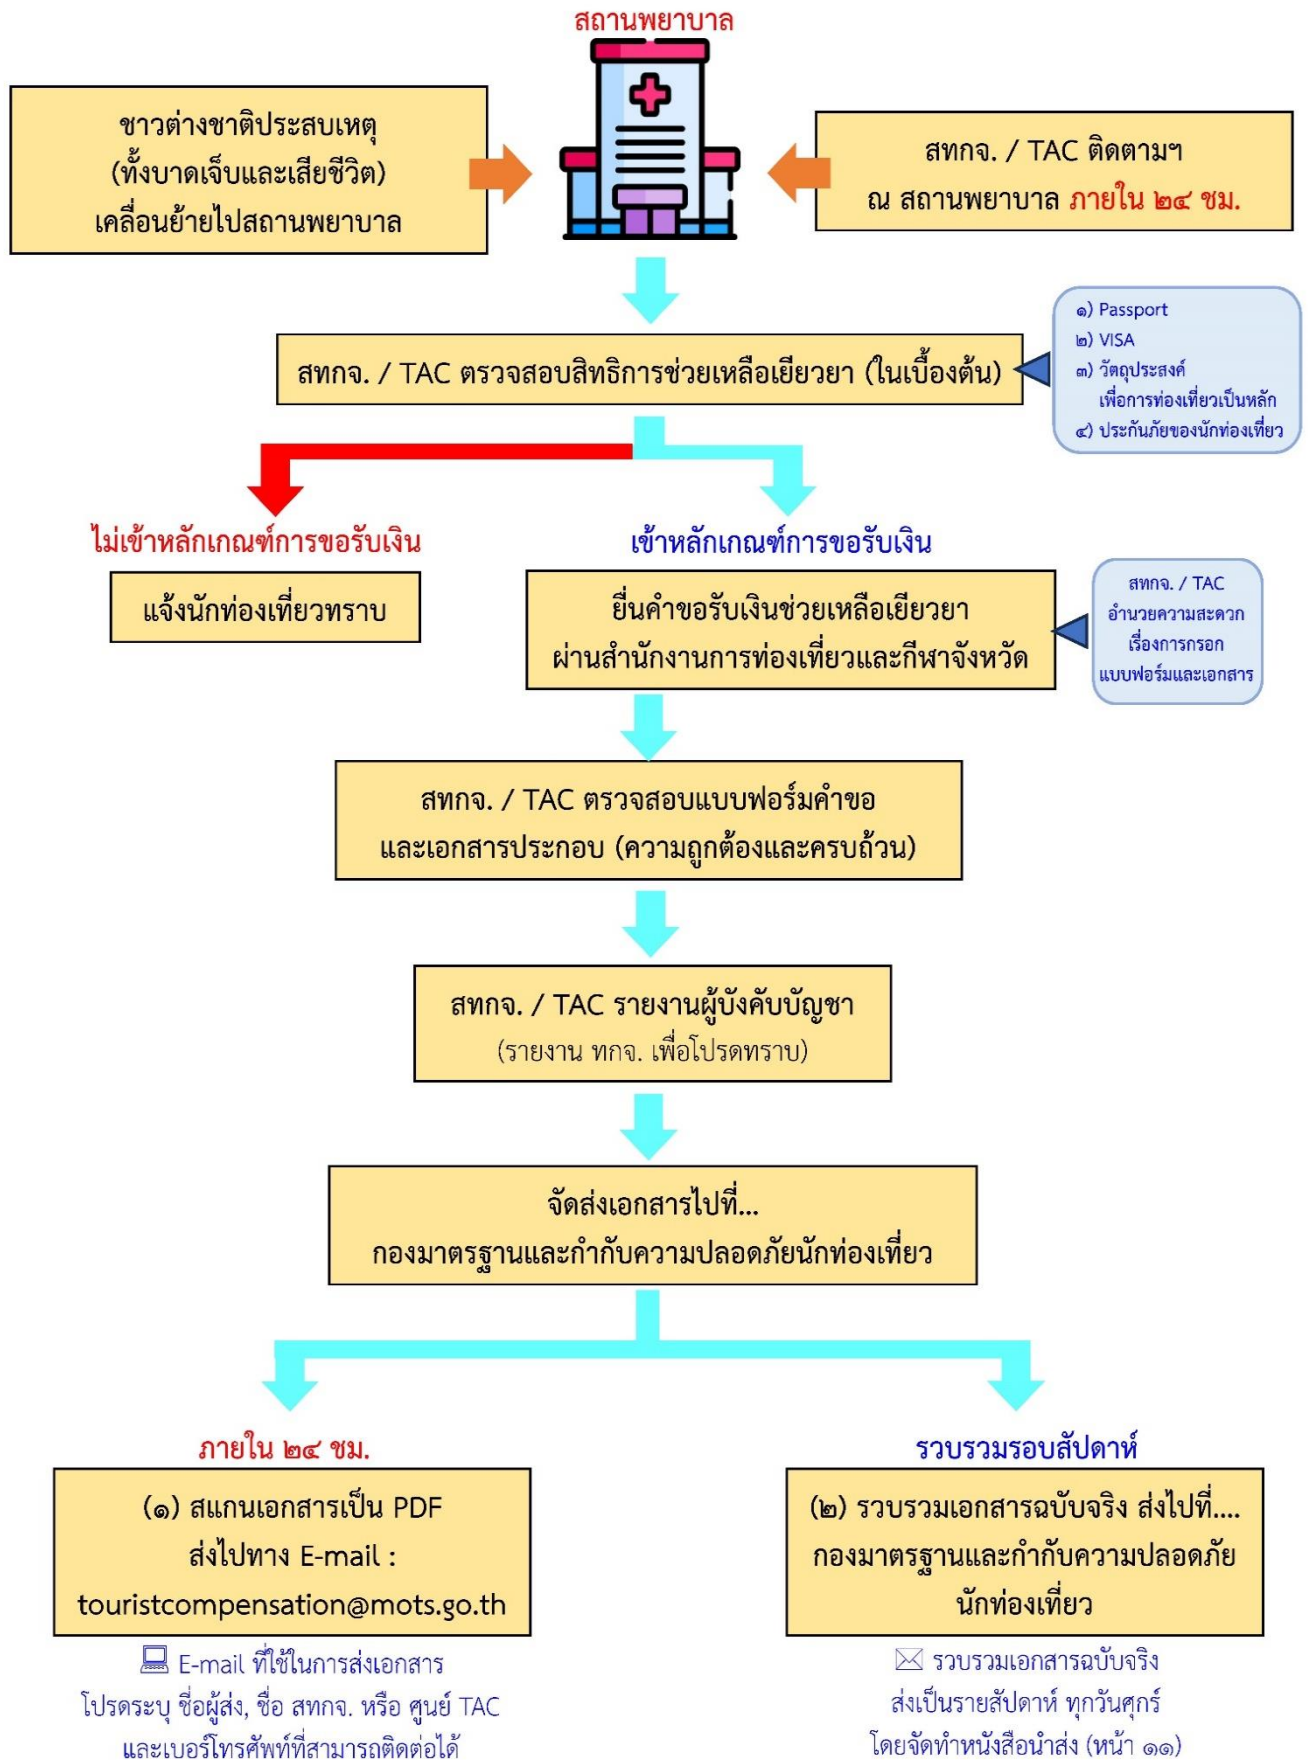 สถานพยาบาล
ชาวต่างชาติประสบเหตุ
(ทั้งบาดเจ็บและเสียชีวิต)
เคลื่อนย้ายไปสถานพยาบาล
สทกจ. / TAC ติดตามฯ
ณ สถานพยาบาล ภายใน ๒๔ ชม.
สทกจ. / TAC ตรวจสอบสิทธิการช่วยเหลือเยียวยา (ในเบื้องต้น)
๑) Passport
๒) VISA
๓) วัตถุประสงค์
เพื่อการท่องเที่ยวเป็นหลัก
๔) ประกันภัยของนักท่องเที่ยว
ไม่เข้าหลักเกณฑ์การขอรับเงิน
แจ้งนักท่องเที่ยวทราบ
เข้าหลักเกณฑ์การขอรับเงิน
ยื่นคำขอรับเงินช่วยเหลือเยียวยา
ผ่านสำนักงานการท่องเที่ยวและกีฬาจังหวัด
สทกจ. / TAC
อำนวยความสะดวก
เรื่องการกรอก
แบบฟอร์มและเอกสาร
สทกจ. / TAC ตรวจสอบแบบฟอร์มคำขอ
และเอกสารประกอบ (ความถูกต้องและครบถ้วน)
สทกจ. / TAC รายงานผู้บังคับบัญชา
(รายงาน ทกจ. เพื่อโปรดทราบ)
จัดส่งเอกสารไปที่...
กองมาตรฐานและกำกับความปลอดภัยนักท่องเที่ยว
ภายใน ๒๔ ชม.
(๑) สแกนเอกสารเป็น PDF
ส่งไปทาง E-mail :
touristcompensation@mots.go.th
E-mail ที่ใช้ในการส่งเอกสาร
โปรดระบุ ชื่อผู้ส่ง, ชื่อ สทกจ. หรือ ศูนย์ TAC
และเบอร์โทรศัพท์ที่สามารถติดต่อได้
รวบรวมรอบสัปดาห์
(๒) รวบรวมเอกสารฉบับจริง ส่งไปที่....
กองมาตรฐานและกำกับความปลอดภัย
นักท่องเที่ยว
รวบรวมเอกสารฉบับจริง
ส่งเป็นรายสัปดาห์ ทุกวันศุกร์
โดยจัดทำหนังสือนำส่ง (หน้า ๑๑)